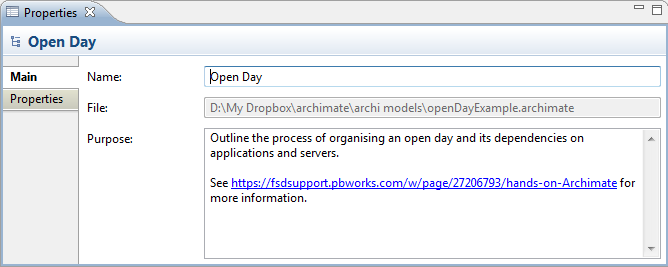 Properties
Open Day
Main
Properties
Name:
Open Day
File:
D:\My Dropbox\archimate\archi models\openDayExample.archimate
Purpose:
Outline the process of organising an open day and its dependencies on
applications and servers.
See https://fsdsupport.pbworks.com/w/page/27206793/hands-on-Archimate for
more information.